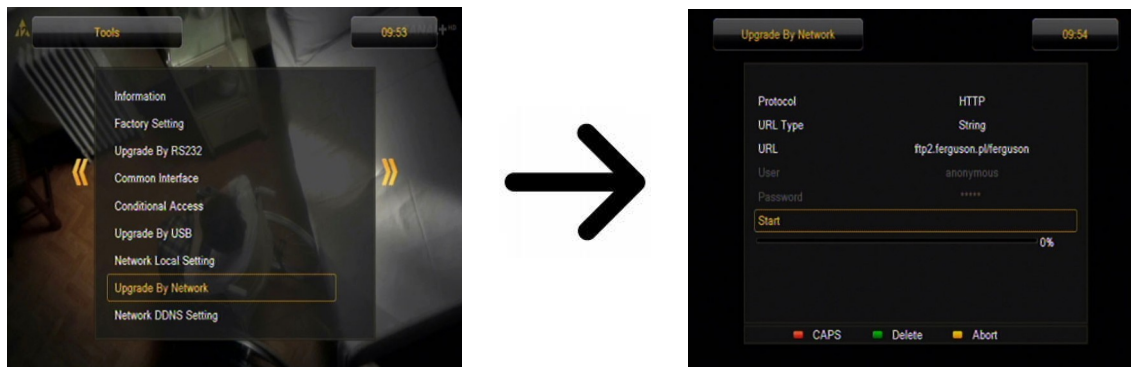 Tools
09:53
Information
Factory Setting
Upgrade By RS232
Common Interface
Conditional Access
Upgrade By USB
Network Local Setting
Upgrade By Network
Network DDNS Setting
Upgrade By Network
09:54
Protocol HTTP
URL Type String
URL ftp2.ferguson.pl/ferguson
User anonymous
Password *****
Start
0%
CAPS Delete Abort